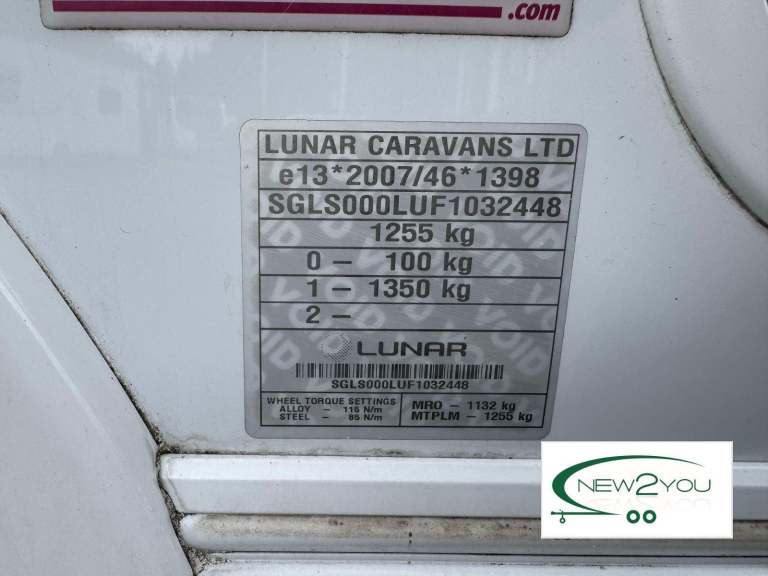 .com
LUNAR CARAVANS LTD
e13*2007/46*1398
SGLS000LUF1032448
1255 kg
0 – 100 kg
1 – 1350 kg
2 –
LUNAR
SGLS000LUF1032448
WHEEL TORQUE SETTINGS
ALLOY – 115 N/m
STEEL – 85 N/m
MRO – 1132 kg
MTPLM – 1255 kg
NEW2YOU